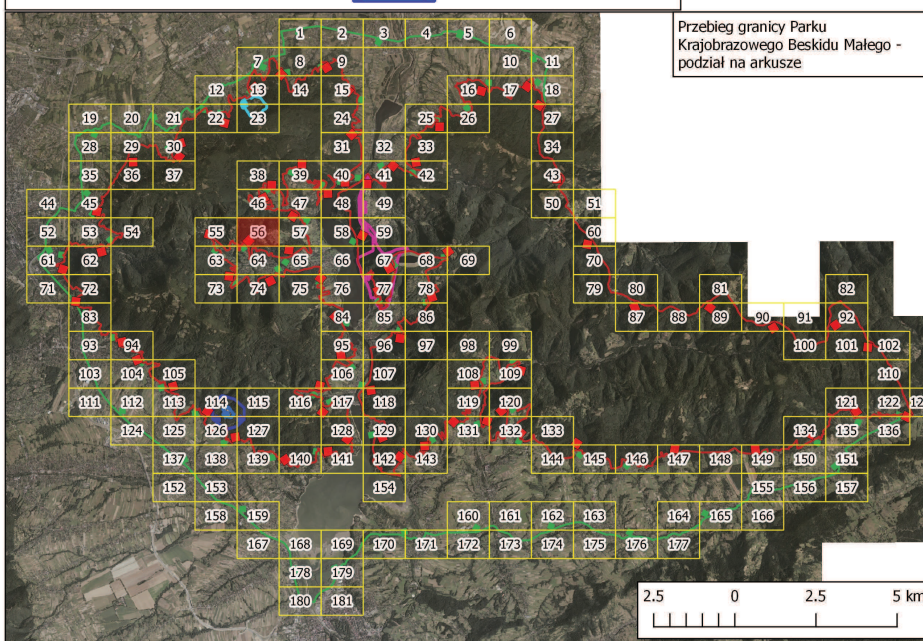 Przebieg granicy Parku
Krajobrazowego Beskidu Małego -
podział na arkusze
1 2 3 4 5 6
7 8 9 10 11
12 13 14 15 16 17 18
19 20 21 22 23 24 25 26 27
28 29 30 31 32 33 34
35 36 37 38 39 40 41 42 43
44 45 46 47 48 49 50 51
52 53 54 55 56 57 58 59 60
61 62 63 64 65 66 67 68 69 70
71 72 73 74 75 76 77 78 79 80 81 82
83 84 85 86 87 88 89 90 91 92
93 94 95 96 97 98 99 100 101 102
103 104 105 106 107 108 109 110
111 112 113 114 115 116 117 118 119 120 121 122
124 125 126 127 128 129 130 131 132 133 134 135 136
137 138 139 140 141 142 143 144 145 146 147 148 149 150 151
152 153 154 155 156 157
158 159 160 161 162 163 164 165 166
167 168 169 170 171 172 173 174 175 176 177
178 179
180 181
2.5 0 2.5 5 km